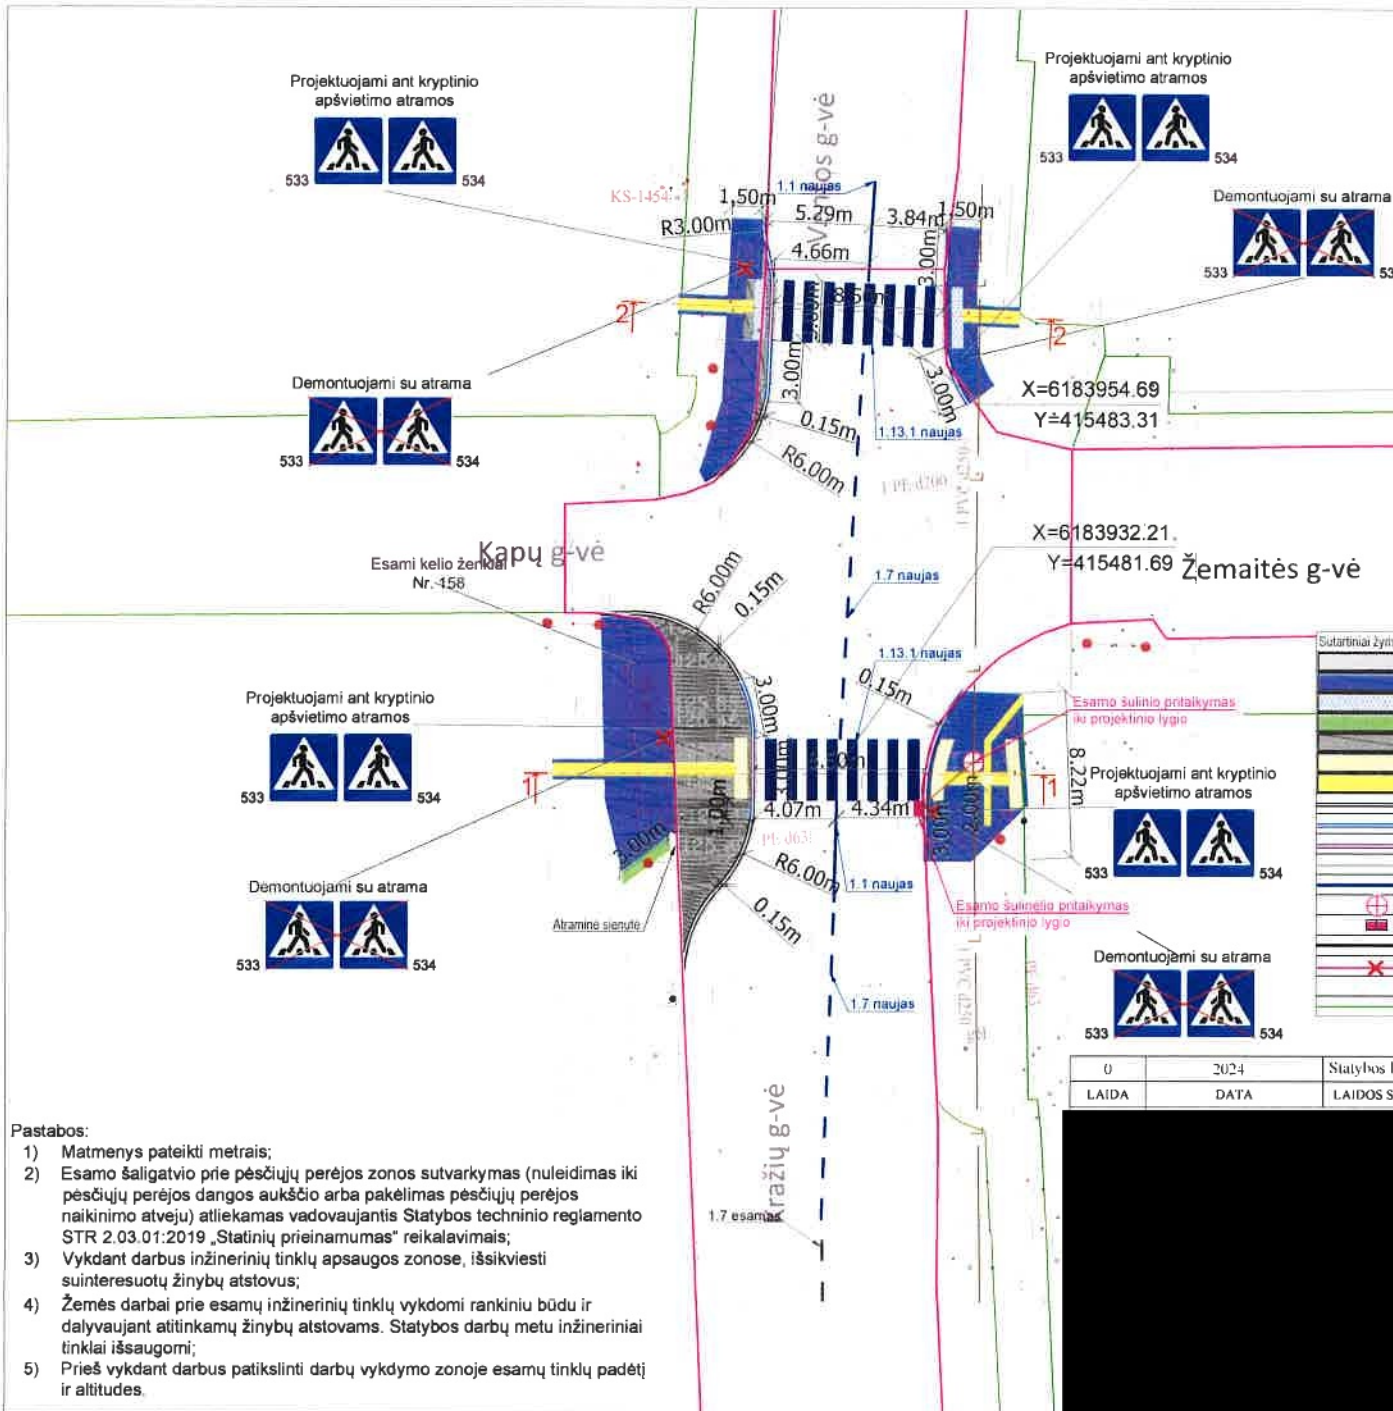 Projektuojami ant kryptinio
apšvietimo atramos
533
534
Projektuojami ant kryptinio
apšvietimo atramos
533
534
Demontuojami su atrama
533
KS-1454
1.1 naujas
1,50m
5.29m
3.84m
1.50m
R3.00m
4.66m
3.00m
2
2
3.00m
3.00m
X=6183954.69
Y=415483.31
Demontuojami su atrama
533
534
0.15m
1.13.1 naujas
R6.00m
X=6183932.21
Y=415481.69
Žemaitės g-vė
Kapų g-vė
Esami kelio ženklai
Nr. 158
R6.00m
0.15m
1.7 naujas
1.13.1 naujas
0.15m
3.00m
Esamo šulinio pritaikymas
iki projektinio lygio
Projektuojami ant kryptinio
apšvietimo atramos
533
534
1
1
3.00m
1.00m
4.07m
4.34m
3.00m
2.00m
8.22m
Projektuojami ant kryptinio
apšvietimo atramos
533
534
3.00m
PE d63
R6.00m
1.1 naujas
0.15m
Demontuojami su atrama
533
534
Atraminė sienutė
Esamo šulinėlio pritaikymas
iki projektinio lygio
Demontuojami su atrama
533
534
1.7 naujas
Kražių g-vė
1.7 esamas
0 2024 Statybos
LAIDA DATA LAIDOS S
Pastabos:
1) Matmenys pateikti metrais;
2) Esamo šaligatvio prie pėsčiųjų perėjos zonos sutvarkymas (nuleidimas iki
pėsčiųjų perėjos dangos aukščio arba pakėlimas pėsčiųjų perėjos
naikinimo atveju) atliekamas vadovaujantis Statybos techninio reglamento
STR 2.03.01:2019 „Statinių prieinamumas" reikalavimais;
3) Vykdant darbus inžinerinių tinklų apsaugos zonose, išsikviesti
suinteresuotų žinybų atstovus;
4) Žemės darbai prie esamų inžinerinių tinklų vykdomi rankiniu būdu ir
dalyvaujant atitinkamų žinybų atstovams. Statybos darbų metu inžineriniai
tinklai išsaugomi;
5) Prieš vykdant darbus patikslinti darbų vykdymo zonoje esamų tinklų padėtį
ir altitudes.